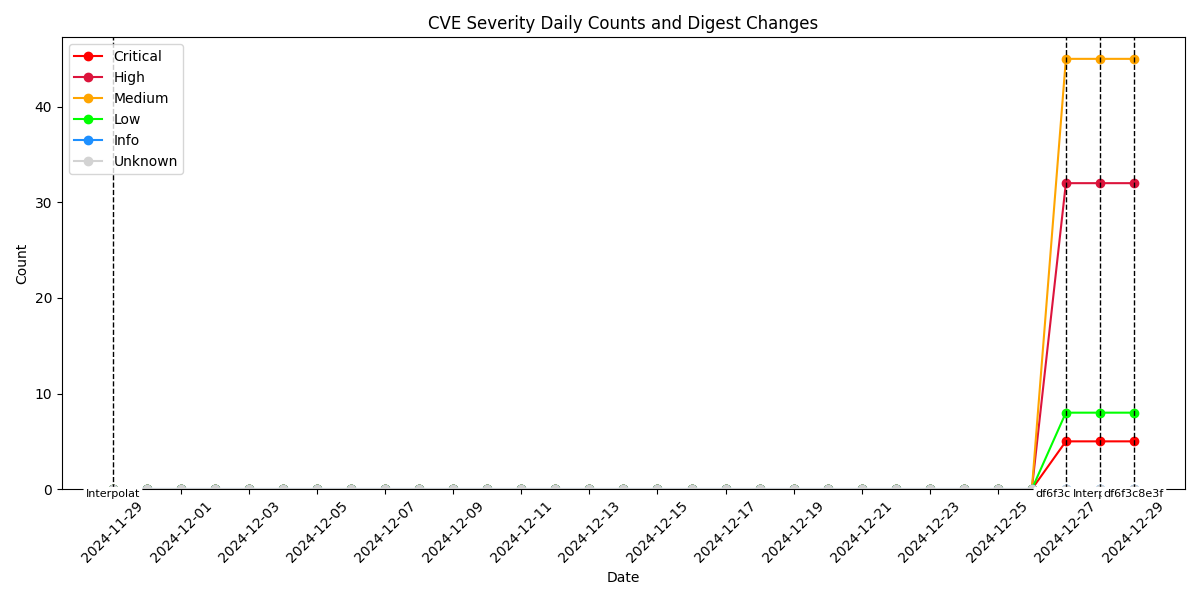 CVE Severity Daily Counts and Digest Changes
Critical
High
Medium
Low
Info
Unknown
Count
40
30
20
10
0
Interpolat
df6f3c
Inter
df6f3c8e3f
2024-11-29
2024-12-01
2024-12-03
2024-12-05
2024-12-07
2024-12-09
2024-12-11
2024-12-13
2024-12-15
2024-12-17
2024-12-19
2024-12-21
2024-12-23
2024-12-25
2024-12-27
2024-12-29
Date